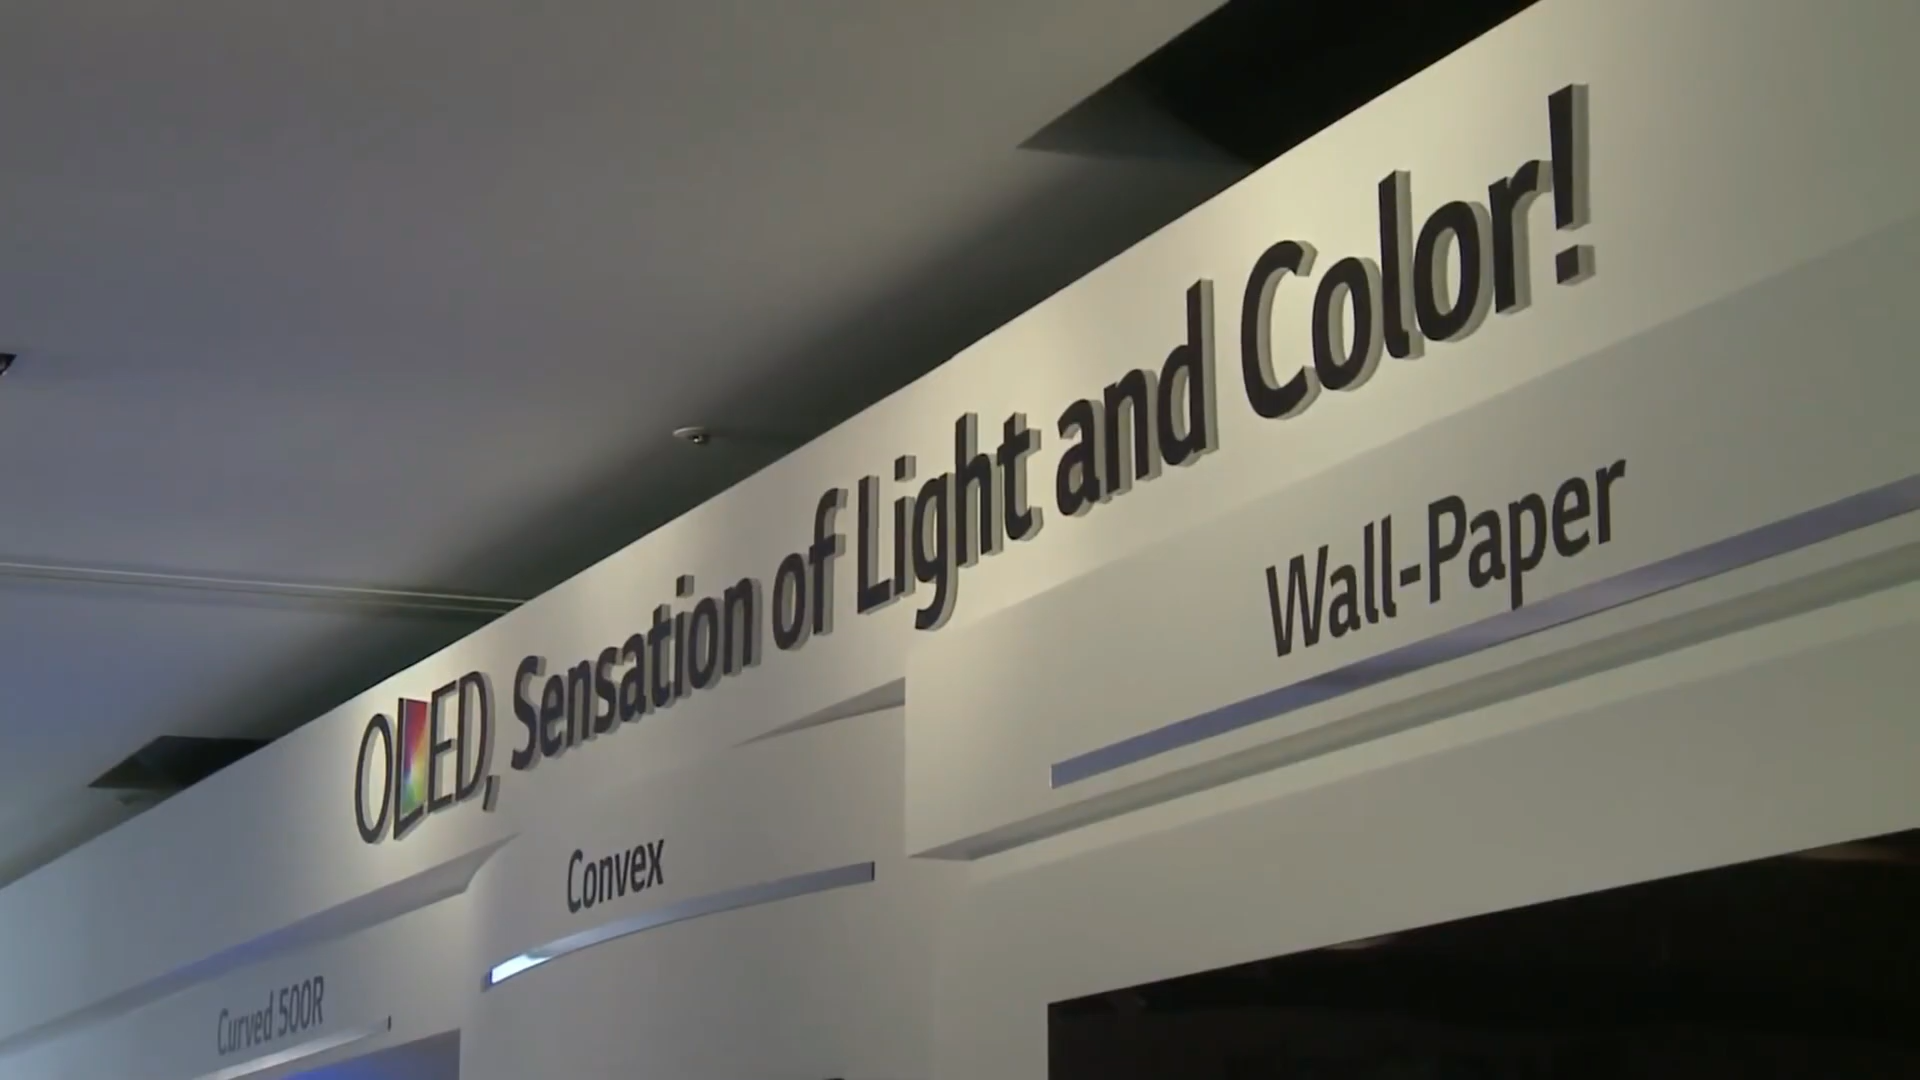 OLED, Sensation of Light and Color!
Curved 500R
Convex
Wall-Paper